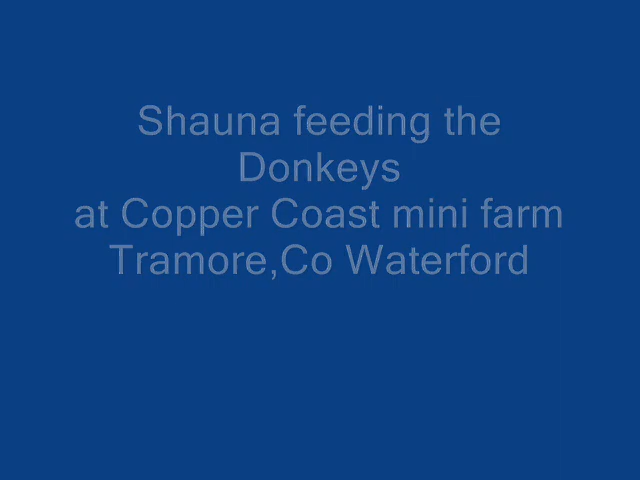 Shauna feeding the
Donkeys
at Copper Coast mini farm
Tramore,Co Waterford